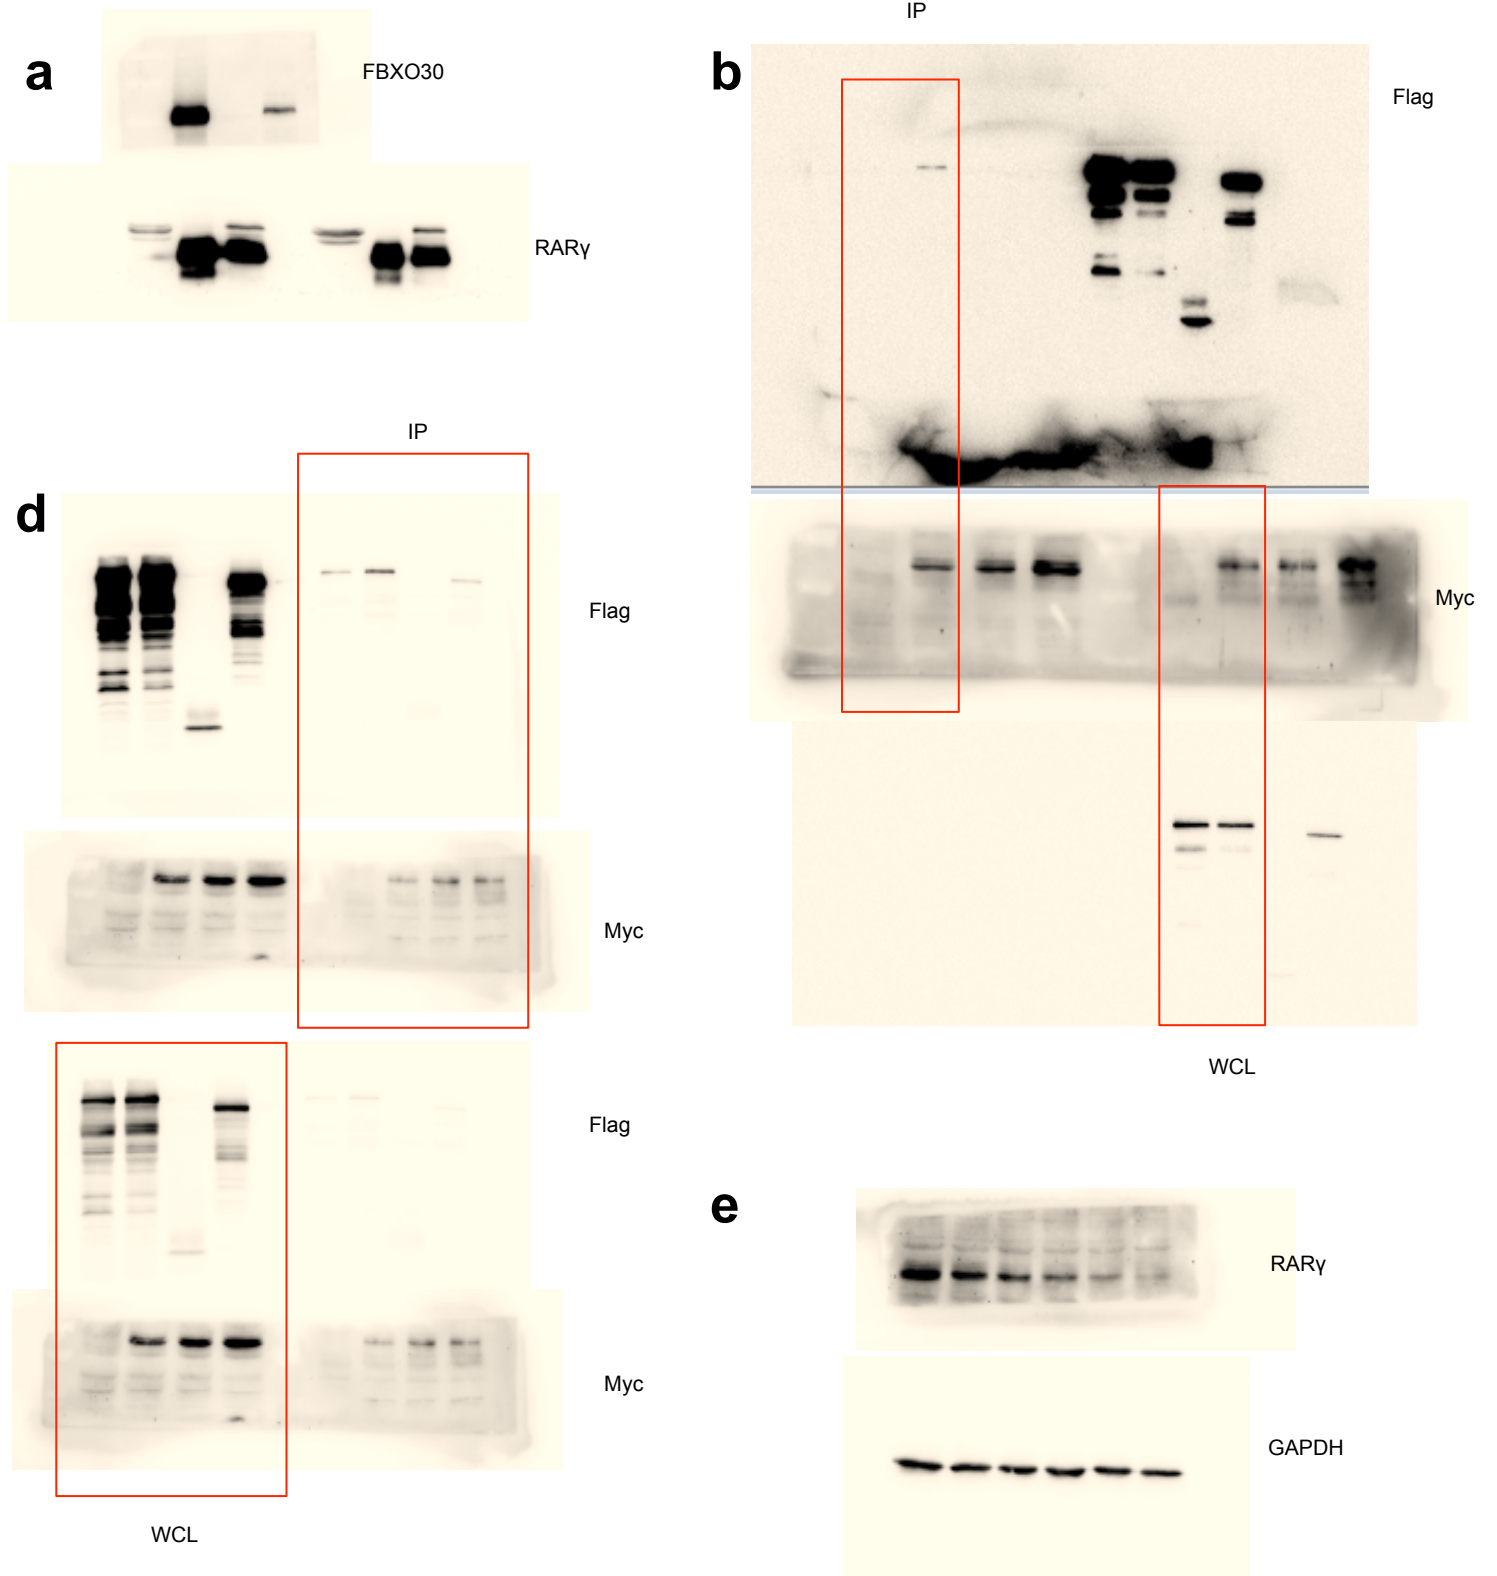 a
FBXO30
RARγ
b
IP
Flag
Myc
WCL
d
IP
Flag
Myc
Flag
Myc
WCL
e
RARγ
GAPDH